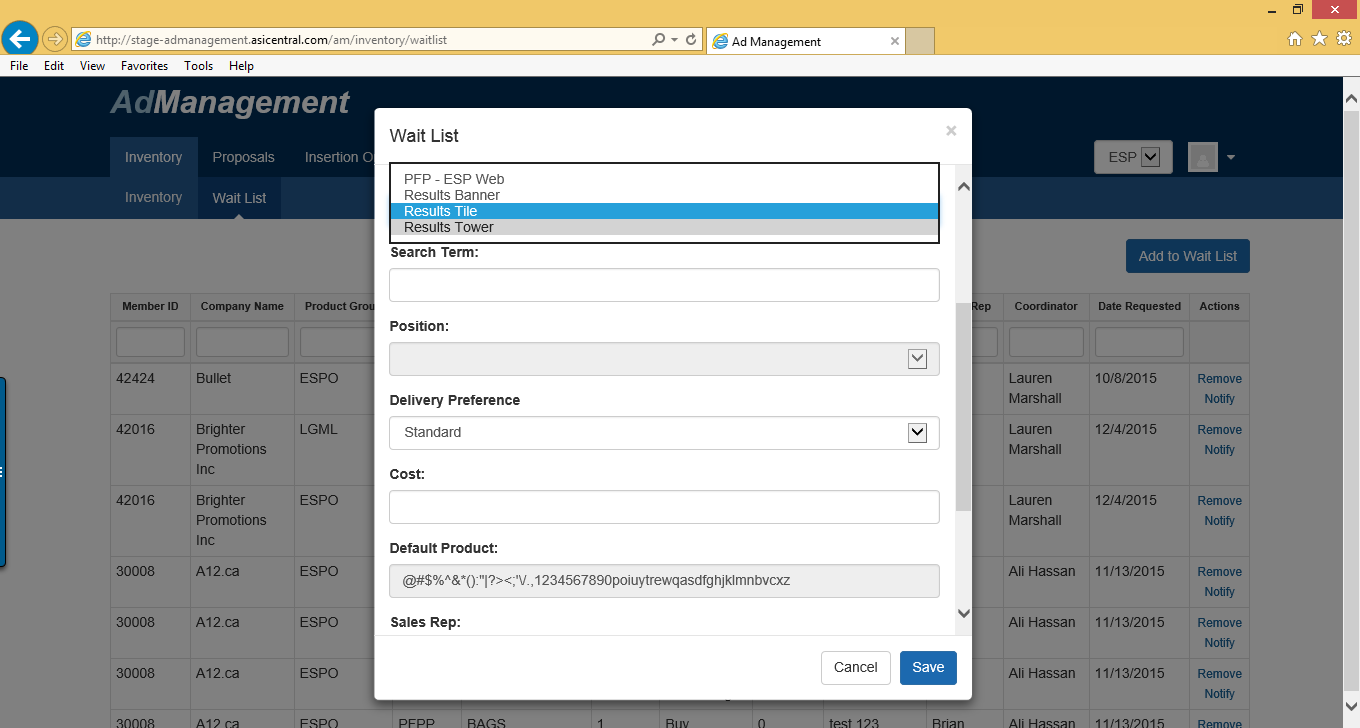 http://stage-admanagement.asicentral.com/am/inventory/waitlist
Ad Management
File Edit View Favorites Tools Help
AdManagement
Inventory Proposals Insertion O
ESP
Inventory Wait List
Wait List
PFP - ESP Web
Results Banner
Results Tile
Results Tower
Search Term:
Position:
Delivery Preference
Standard
Cost:
Default Product:
@#$%^&*():"|?><;'\/.,1234567890poiuytrewqasdfghjklmnbvcxz
Sales Rep:
Cancel Save
Add to Wait List
Member ID Company Name Product Grou Rep Coordinator Date Requested Actions
42424 Bullet ESPO Lauren Marshall 10/8/2015 Remove Notify
42016 Brighter Promotions Inc LGML Lauren Marshall 12/4/2015 Remove Notify
42016 Brighter Promotions Inc ESPO Lauren Marshall 12/4/2015 Remove Notify
30008 A12.ca ESPO Ali Hassan 11/13/2015 Remove Notify
30008 A12.ca ESPO Ali Hassan 11/13/2015 Remove Notify
30008 A12.ca ESPO Ali Hassan 11/13/2015 Remove Notify
30008 A12.ca ESPO PFPP BAGS 1 Buy 0 test 123 Brian 11/13/2015 Remove